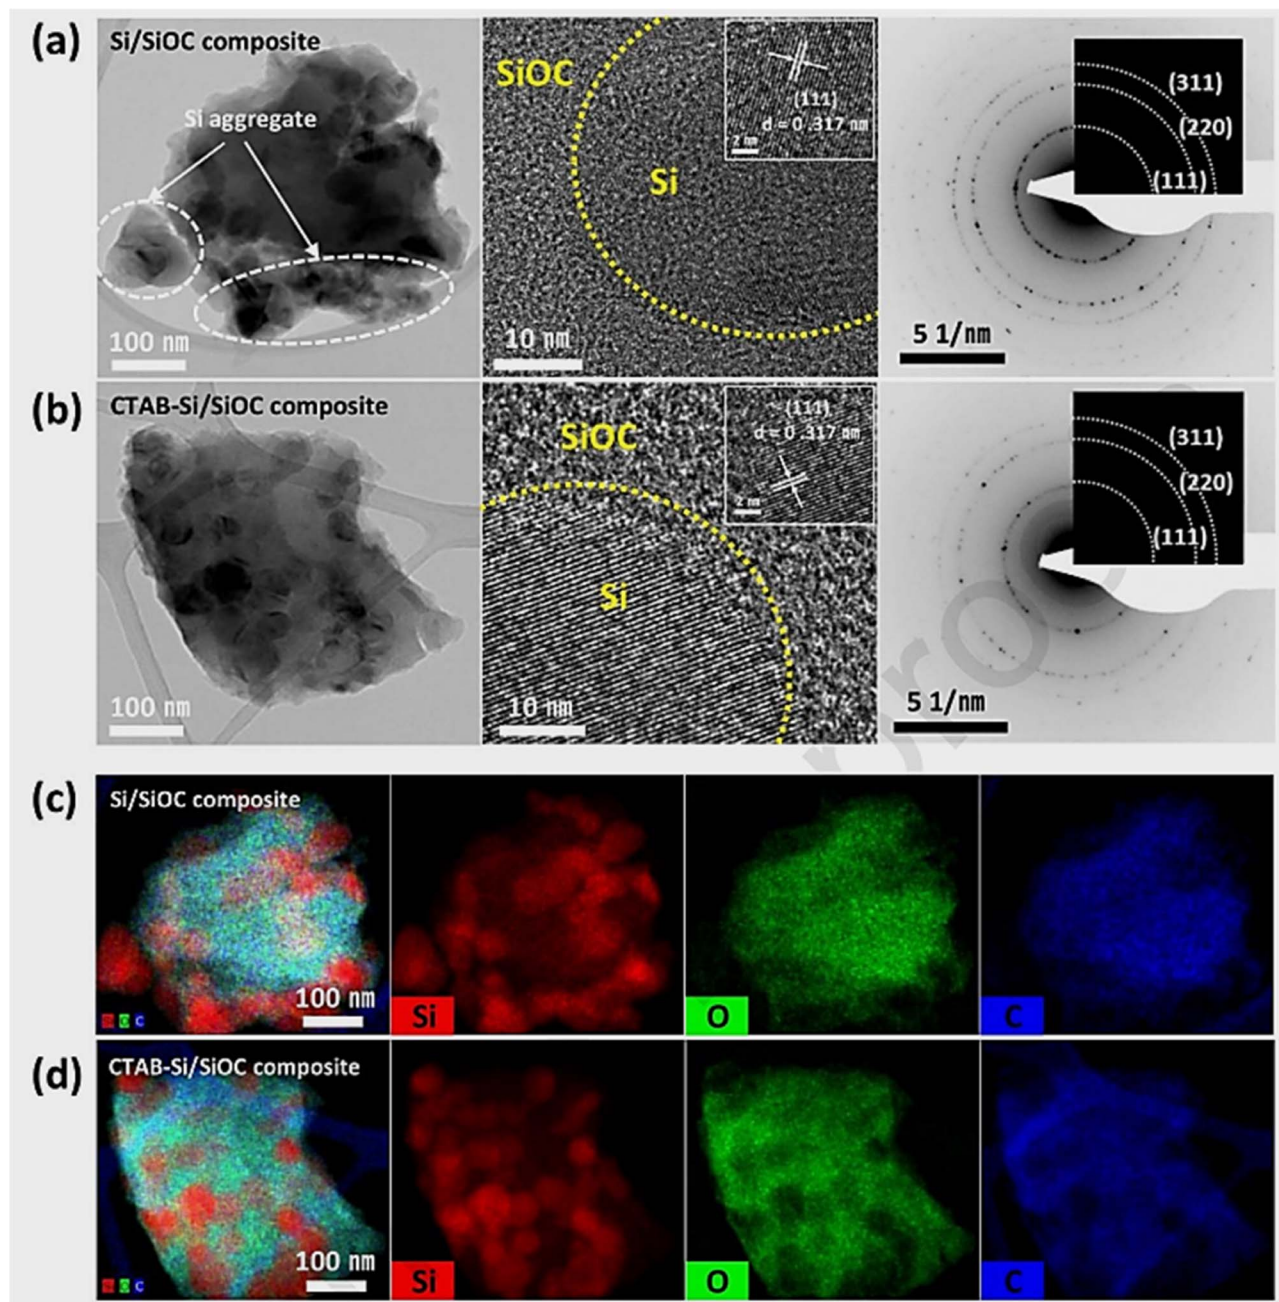 (a)
Si/SiOC composite
Si aggregate
100 nm
SiOC
Si
10 nm
(111)
d = 0.317 nm
2 nm
(311)
(220)
(111)
5 1/nm
(b)
CTAB-Si/SiOC composite
100 nm
SiOC
Si
10 nm
(111)
d = 0.317 nm
2 nm
(311)
(220)
(111)
5 1/nm
(c)
Si/SiOC composite
100 nm
Si O C
Si
O
C
(d)
CTAB-Si/SiOC composite
100 nm
Si O C
Si
O
C